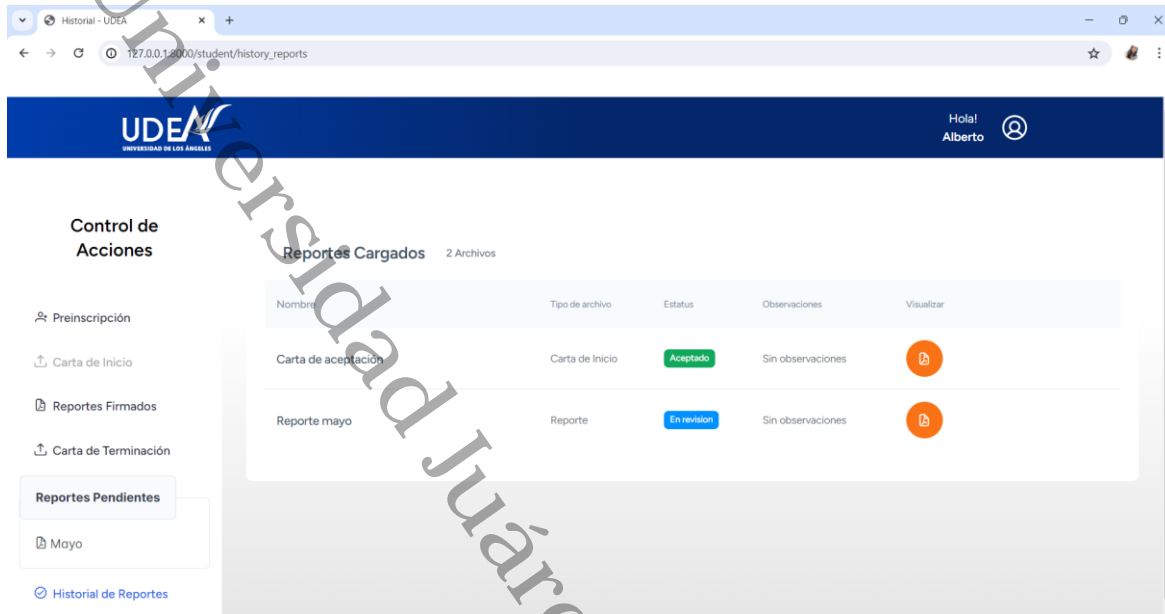 Historial - UDEA
127.0.0.1:8000/student/history_reports
UDEA
UNIVERSIDAD DE LOS ÁNGELES
Hola!
Alberto
Control de
Acciones
Preinscripción
Carta de Inicio
Reportes Firmados
Carta de Terminación
Reportes Pendientes
Mayo
Historial de Reportes
Reportes Cargados 2 Archivos
Nombre Tipo de archivo Estatus Observaciones Visualizar
Carta de aceptación Carta de Inicio Aceptado Sin observaciones
Reporte mayo Reporte En revision Sin observaciones
Universidad Juáre